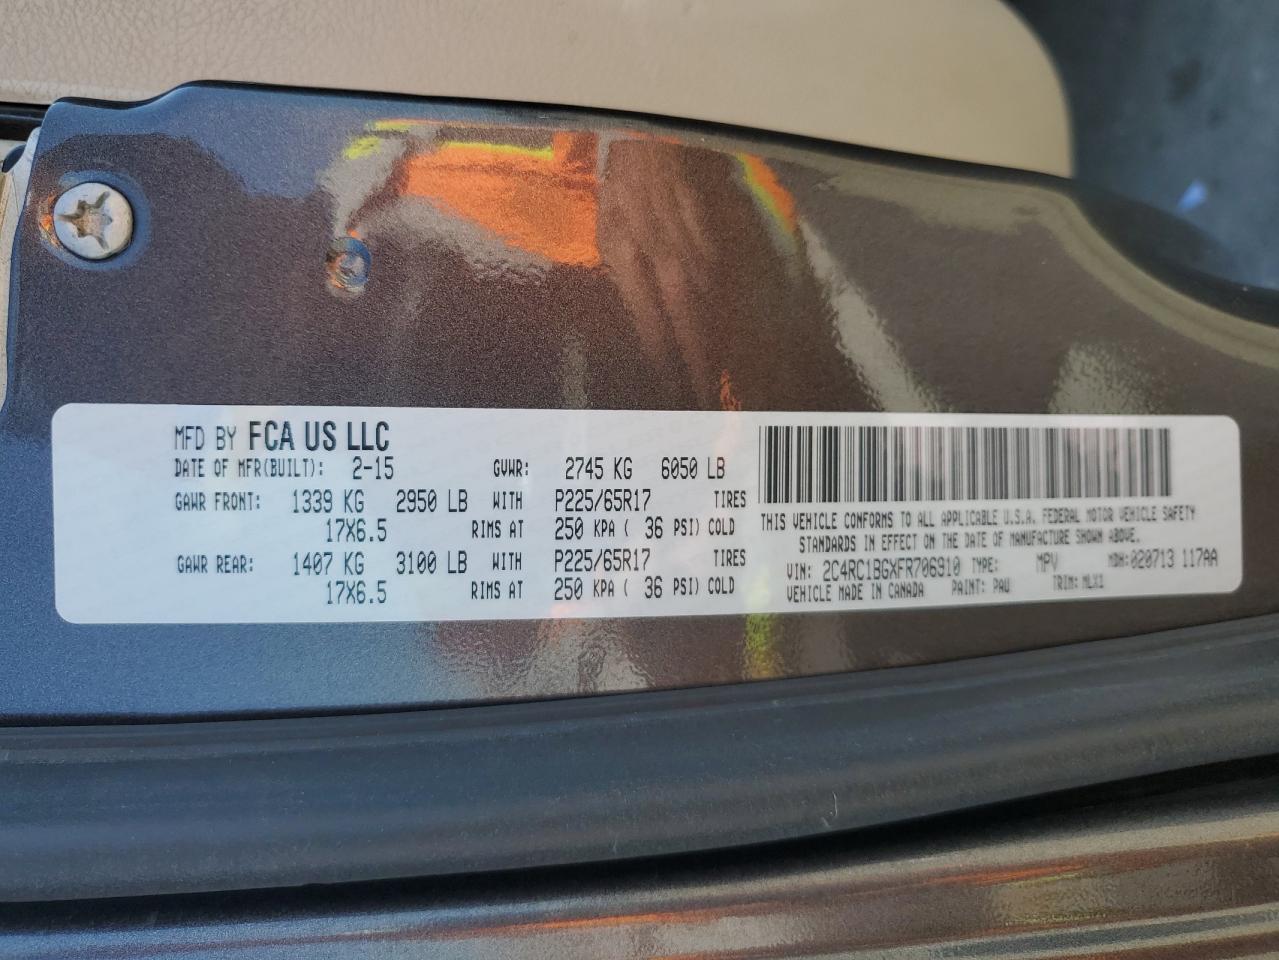 MFD BY FCA US LLC
DATE OF MFR(BUILT): 2-15 GVWR: 2745 KG 6050 LB
GAWR FRONT: 1339 KG 2950 LB WITH P225/65R17 TIRES
17X6.5 RIMS AT 250 KPA ( 36 PSI) COLD
GAWR REAR: 1407 KG 3100 LB WITH P225/65R17 TIRES
17X6.5 RIMS AT 250 KPA ( 36 PSI) COLD
THIS VEHICLE CONFORMS TO ALL APPLICABLE U.S.A. FEDERAL MOTOR VEHICLE SAFETY
STANDARDS IN EFFECT ON THE DATE OF MANUFACTURE SHOWN ABOVE.
VIN: 2C4RC1BGXFR706910 TYPE: MPV MDH:020713 117AA
VEHICLE MADE IN CANADA PAINT: PAU TRIM: MLX1